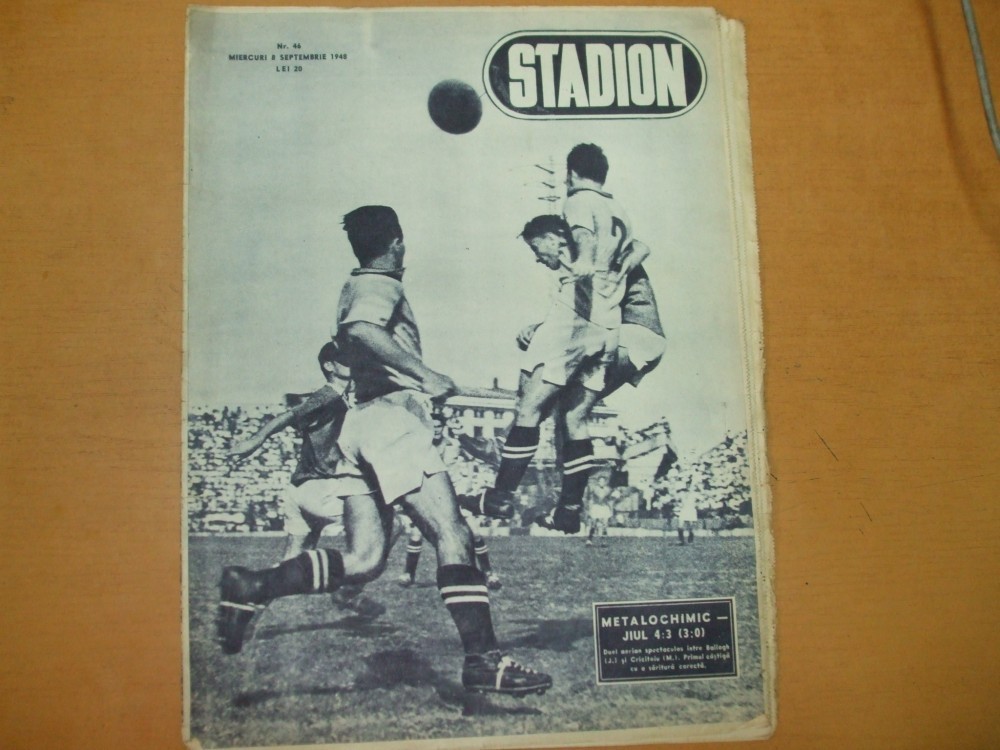 Nr. 46
MIERCURI 8 SEPTEMBRIE 1948
LEI 20
STADION
2
METALOCHIMIC —
JIUL 4:3 (3:0)
Duel aerian spectaculos între Ballogh
(J.) și (M.). Primul câștigă
cu o săritură corectă.